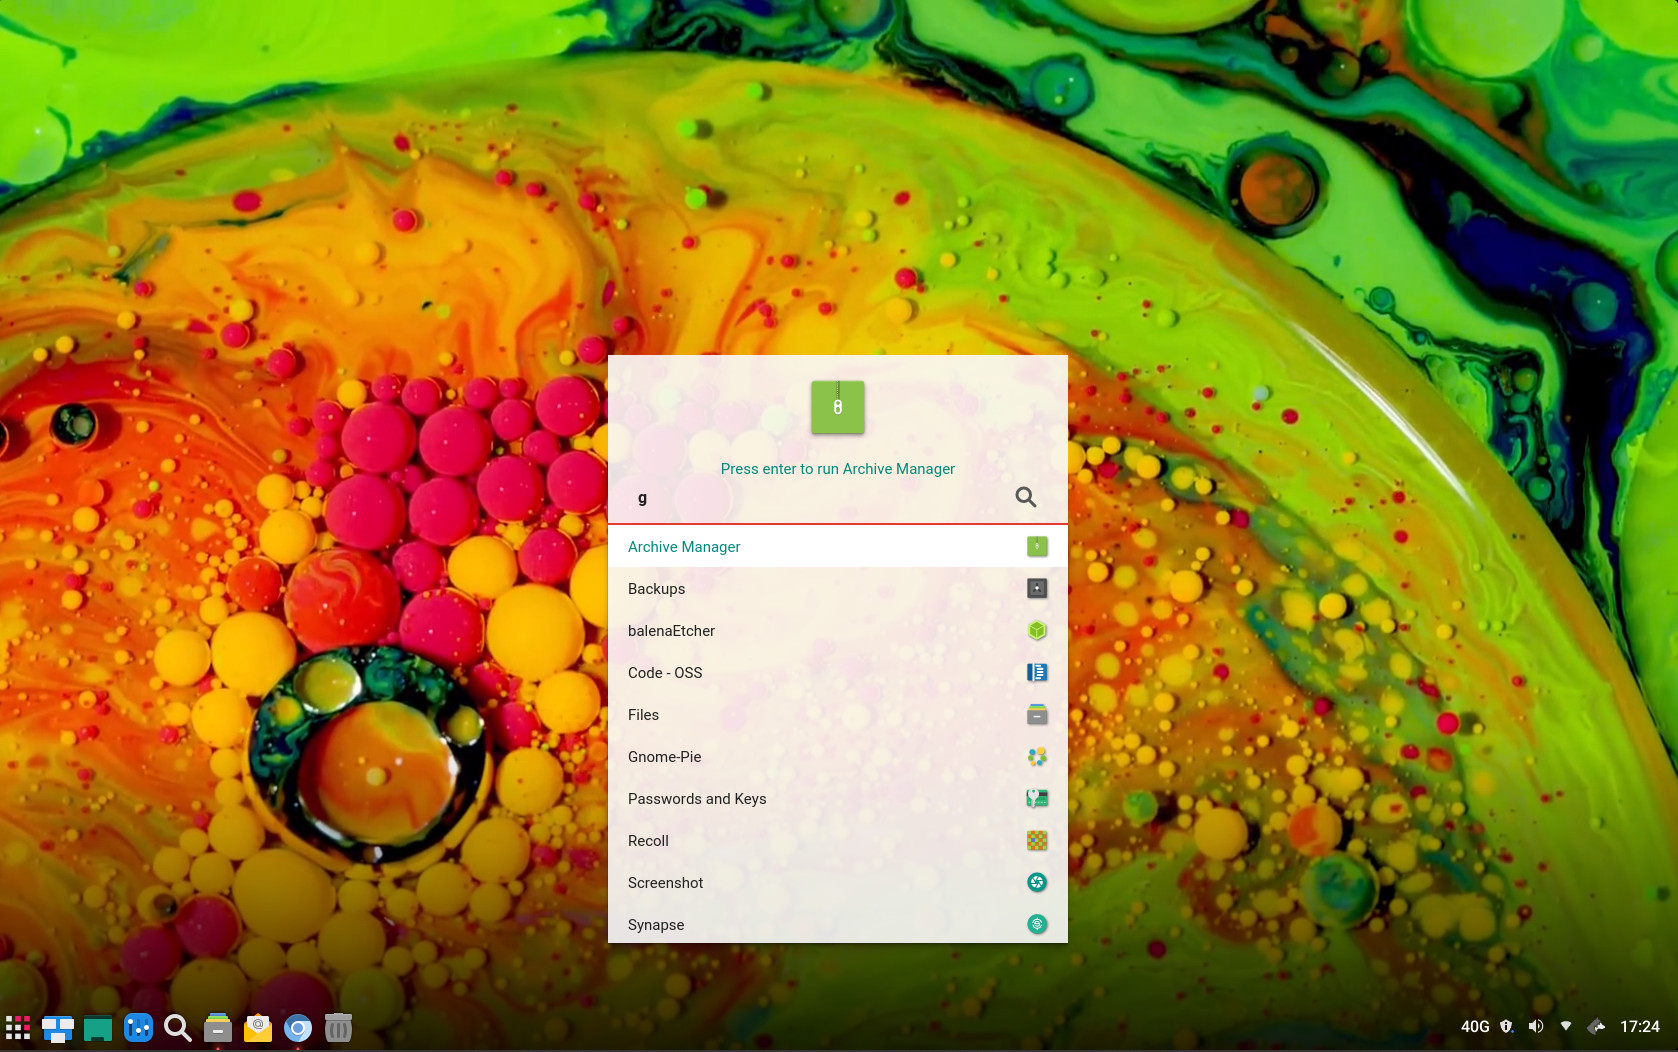 Press enter to run Archive Manager
g
Archive Manager
Backups
balenaEtcher
Code - OSS
Files
Gnome-Pie
Passwords and Keys
Recoll
Screenshot
Synapse
40G 17:24